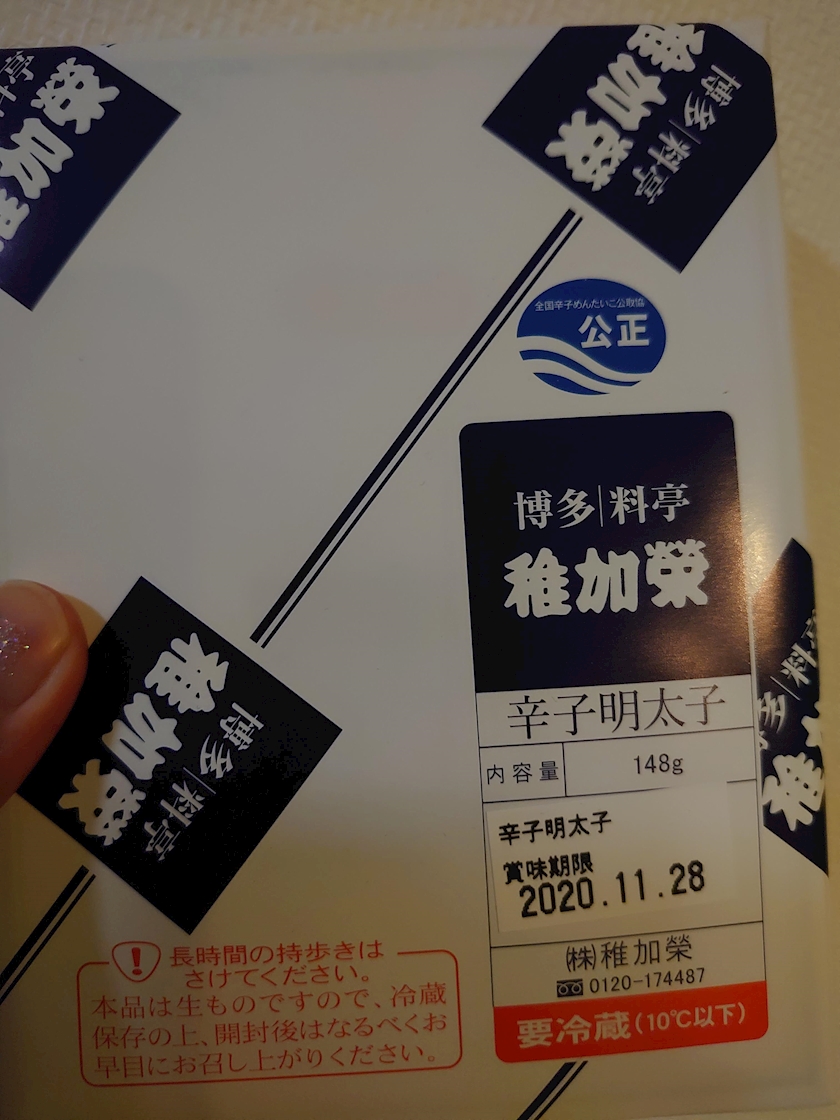 稚加榮
博多|料亭
全国辛子めんたいこ公取協
公正
博多|料亭
稚加榮
辛子明太子
内容量 148g
辛子明太子
賞味期限
2020.11.28
㈱稚加榮
0120-174487
要冷蔵(10℃以下)
稚加榮
博多|料亭
長時間の持歩きは
さけてください。
本品は生ものですので、冷蔵
保存の上、開封後はなるべくお
早目にお召し上がりください。